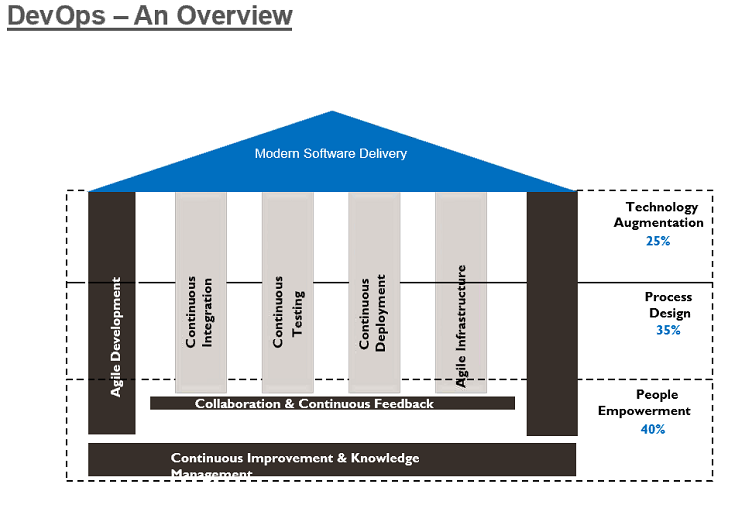 DevOps – An Overview
Modern Software Delivery
Technology
Augmentation
25%
Agile Development
Continuous
Integration
Continuous
Testing
Continuous
Deployment
Agile Infrastructure
Process
Design
35%
People
Empowerment
40%
Collaboration & Continuous Feedback
Continuous Improvement & Knowledge
Management